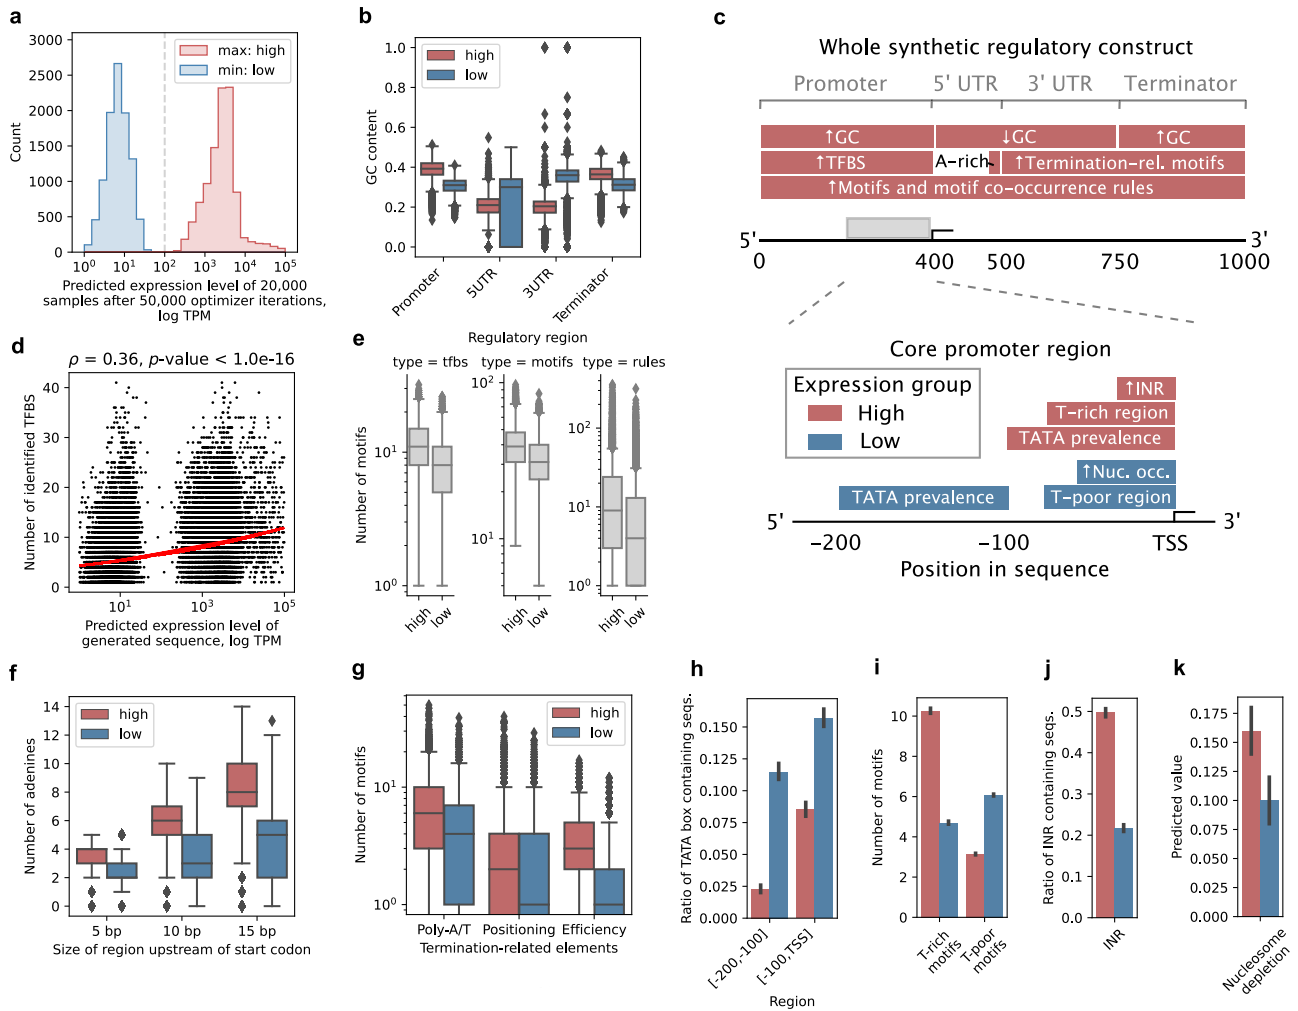 a
3000
2500
2000
1500
1000
500
0
Count
max: high
min: low
10⁰
10¹
10²
10³
10⁴
10⁵
Predicted expression level of 20,000
samples after 50,000 optimizer iterations,
log TPM
b
1.0
0.8
0.6
0.4
0.2
0.0
GC content
high
low
Promoter
5UTR
3UTR
Terminator
Regulatory region
c
Whole synthetic regulatory construct
Promoter
5' UTR
3' UTR
Terminator
↑GC
↓GC
↑GC
↑TFBS
A-rich
↑Termination-rel. motifs
↑Motifs and motif co-occurrence rules
5'
3'
0
400
500
750
1000
Core promoter region
Expression group
High
Low
↑INR
T-rich region
TATA prevalence
↑Nuc. occ.
TATA prevalence
T-poor region
5'
3'
−200
−100
TSS
Position in sequence
d
ρ = 0.36, p-value < 1.0e-16
40
35
30
25
20
15
10
5
0
Number of identified TFBS
10¹
10³
10⁵
Predicted expression level of
generated sequence, log TPM
e
type = tfbs
type = motifs
type = rules
Number of motifs
10¹
10⁰
10²
10¹
10²
10¹
10⁰
high
low
high
low
high
low
f
14
12
10
8
6
4
2
0
Number of adenines
high
low
5 bp
10 bp
15 bp
Size of region upstream of start codon
g
Number of motifs
10¹
10⁰
high
low
Poly-A/T
Positioning
Efficiency
Termination-related elements
h
Ratio of TATA box containing seqs.
0.150
0.125
0.100
0.075
0.050
0.025
0.000
[-200,-100]
[-100,TSS]
Region
i
Number of motifs
10
8
6
4
2
0
T-rich
motifs
T-poor
motifs
j
Ratio of INR containing seqs.
0.5
0.4
0.3
0.2
0.1
0.0
INR
k
Predicted value
0.175
0.150
0.125
0.100
0.075
0.050
0.025
0.000
Nucleosome
depletion